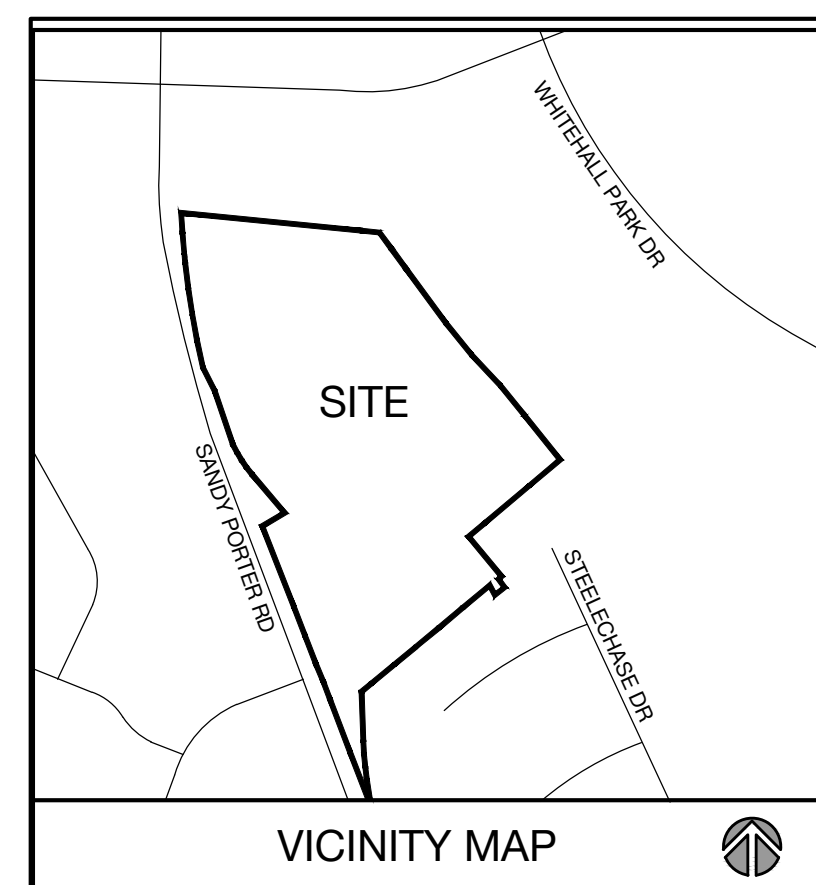 WHITEHALL PARK DR
SITE
SANDY PORTER RD
STEELECHASE DR
VICINITY MAP